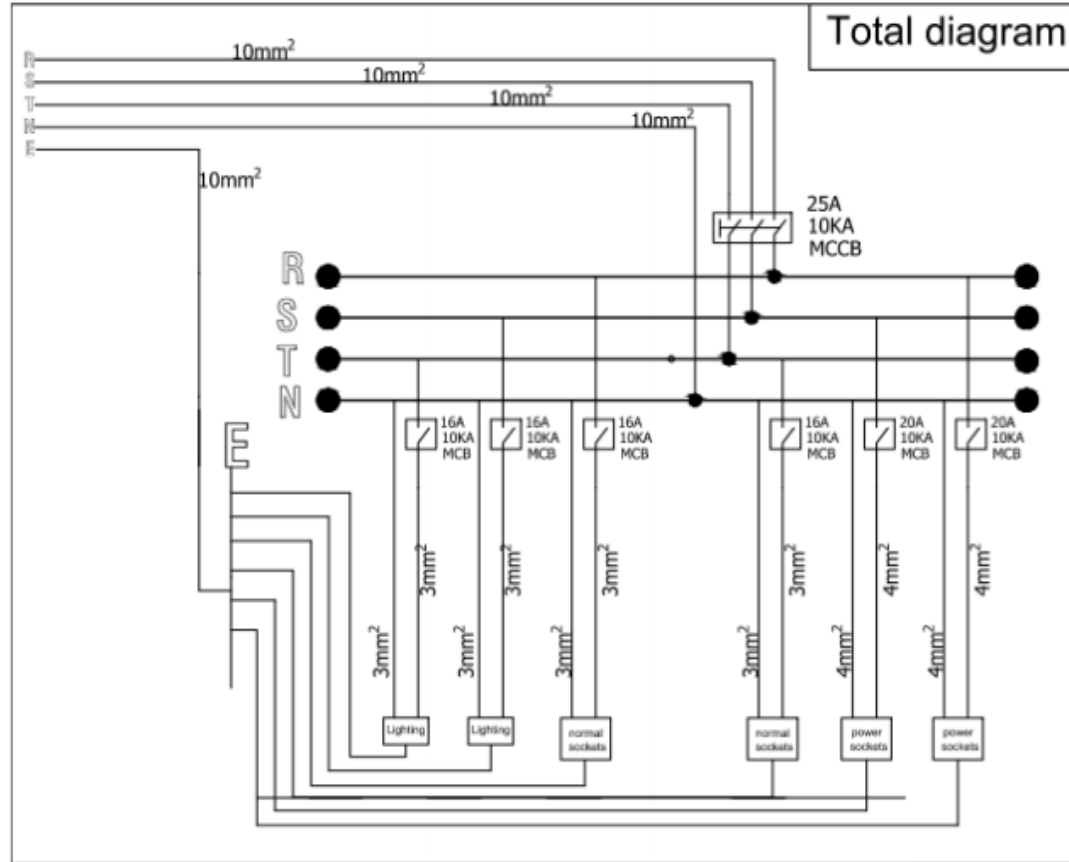 Total diagram
10mm²
10mm²
10mm²
10mm²
10mm²
R
S
T
N
E
25A
10KA
MCCB
R
S
T
N
E
16A
10KA
MCB
16A
10KA
MCB
16A
10KA
MCB
16A
10KA
MCB
20A
10KA
MCB
20A
10KA
MCB
3mm²
3mm²
3mm²
3mm²
4mm²
4mm²
3mm²
3mm²
3mm²
3mm²
4mm²
4mm²
Lighting
Lighting
normal
sockets
normal
sockets
power
sockets
power
sockets